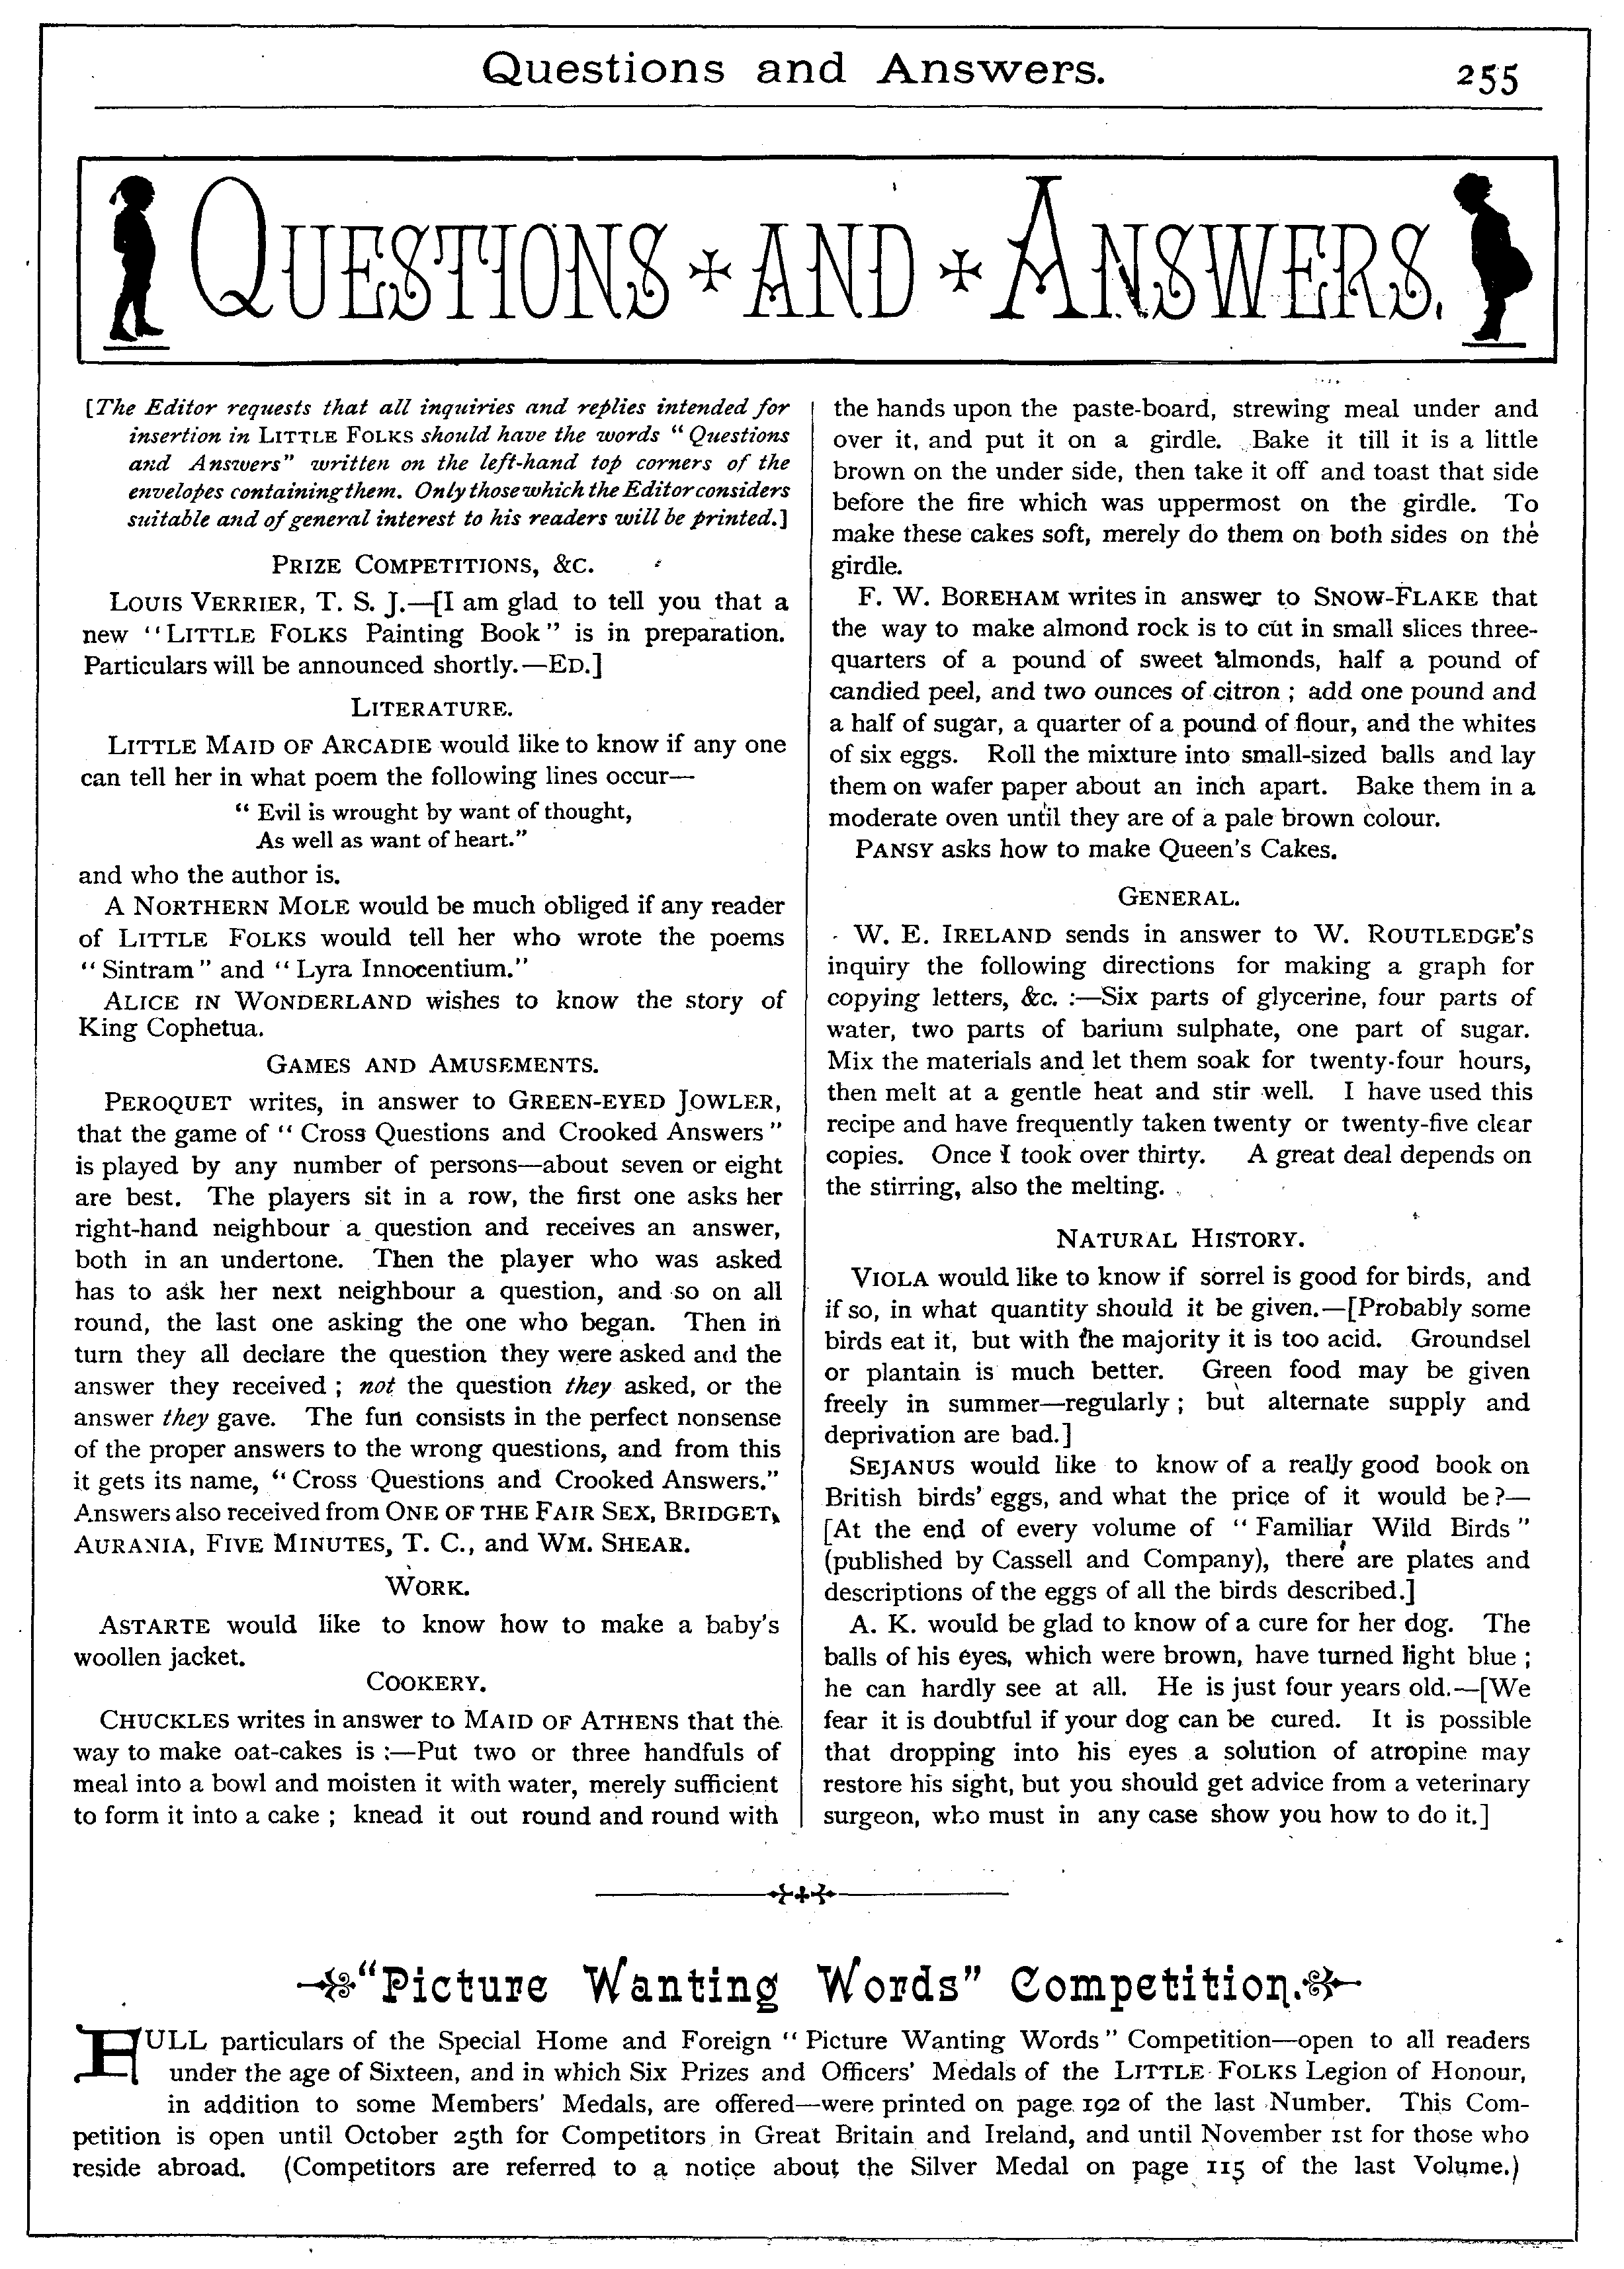 Questions and Answers.
255
QUESTIONS AND ANSWERS.
[The Editor requests that all inquiries and replies intended for
insertion in LITTLE FOLKS should have the words "Questions
and Answers" written on the left-hand top corners of the
envelopes containing them. Only those which the Editor considers
suitable and of general interest to his readers will be printed.]
PRIZE COMPETITIONS, &C.
LOUIS VERRIER, T. S. J.—[I am glad to tell you that a
new "LITTLE FOLKS Painting Book" is in preparation.
Particulars will be announced shortly.—ED.]
LITERATURE.
LITTLE MAID OF ARCADIE would like to know if any one
can tell her in what poem the following lines occur—
"Evil is wrought by want of thought,
As well as want of heart."
and who the author is.
A NORTHERN MOLE would be much obliged if any reader
of LITTLE FOLKS would tell her who wrote the poems
"Sintram" and "Lyra Innocentium."
ALICE IN WONDERLAND wishes to know the story of
King Cophetua.
GAMES AND AMUSEMENTS.
PEROQUET writes, in answer to GREEN-EYED JOWLER,
that the game of "Cross Questions and Crooked Answers"
is played by any number of persons—about seven or eight
are best. The players sit in a row, the first one asks her
right-hand neighbour a question and receives an answer,
both in an undertone. Then the player who was asked
has to ask her next neighbour a question, and so on all
round, the last one asking the one who began. Then in
turn they all declare the question they were asked and the
answer they received; not the question they asked, or the
answer they gave. The fun consists in the perfect nonsense
of the proper answers to the wrong questions, and from this
it gets its name, "Cross Questions and Crooked Answers."
Answers also received from ONE OF THE FAIR SEX, BRIDGET,
AURANIA, FIVE MINUTES, T. C., and WM. SHEAR.
WORK.
ASTARTE would like to know how to make a baby's
woollen jacket.
COOKERY.
CHUCKLES writes in answer to MAID OF ATHENS that the
way to make oat-cakes is :—Put two or three handfuls of
meal into a bowl and moisten it with water, merely sufficient
to form it into a cake ; knead it out round and round with
the hands upon the paste-board, strewing meal under and
over it, and put it on a girdle. Bake it till it is a little
brown on the under side, then take it off and toast that side
before the fire which was uppermost on the girdle. To
make these cakes soft, merely do them on both sides on the
girdle.
F. W. BOREHAM writes in answer to SNOW-FLAKE that
the way to make almond rock is to cut in small slices three-
quarters of a pound of sweet almonds, half a pound of
candied peel, and two ounces of citron ; add one pound and
a half of sugar, a quarter of a pound of flour, and the whites
of six eggs. Roll the mixture into small-sized balls and lay
them on wafer paper about an inch apart. Bake them in a
moderate oven until they are of a pale brown colour.
PANSY asks how to make Queen's Cakes.
GENERAL.
W. E. IRELAND sends in answer to W. ROUTLEDGE'S
inquiry the following directions for making a graph for
copying letters, &c. :—Six parts of glycerine, four parts of
water, two parts of barium sulphate, one part of sugar.
Mix the materials and let them soak for twenty-four hours,
then melt at a gentle heat and stir well. I have used this
recipe and have frequently taken twenty or twenty-five clear
copies. Once I took over thirty. A great deal depends on
the stirring, also the melting.
NATURAL HISTORY.
VIOLA would like to know if sorrel is good for birds, and
if so, in what quantity should it be given.—[Probably some
birds eat it, but with the majority it is too acid. Groundsel
or plantain is much better. Green food may be given
freely in summer—regularly ; but alternate supply and
deprivation are bad.]
SEJANUS would like to know of a really good book on
British birds' eggs, and what the price of it would be?—
[At the end of every volume of "Familiar Wild Birds"
(published by Cassell and Company), there are plates and
descriptions of the eggs of all the birds described.]
A. K. would be glad to know of a cure for her dog. The
balls of his eyes, which were brown, have turned light blue ;
he can hardly see at all. He is just four years old.—[We
fear it is doubtful if your dog can be cured. It is possible
that dropping into his eyes a solution of atropine may
restore his sight, but you should get advice from a veterinary
surgeon, who must in any case show you how to do it.]
"Picture Wanting Words" Competition.
FULL particulars of the Special Home and Foreign "Picture Wanting Words" Competition—open to all readers
under the age of Sixteen, and in which Six Prizes and Officers' Medals of the LITTLE FOLKS Legion of Honour,
in addition to some Members' Medals, are offered—were printed on page 192 of the last Number. This Com-
petition is open until October 25th for Competitors in Great Britain and Ireland, and until November 1st for those who
reside abroad. (Competitors are referred to a notice about the Silver Medal on page 115 of the last Volume.)